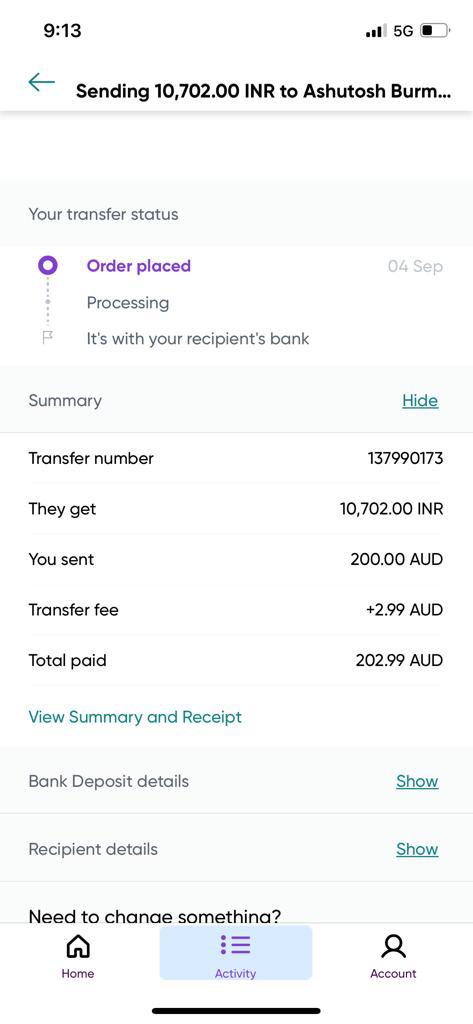 9:13
5G
Sending 10,702.00 INR to Ashutosh Burm...
Your transfer status
Order placed 04 Sep
Processing
It's with your recipient's bank
Summary Hide
Transfer number 137990173
They get 10,702.00 INR
You sent 200.00 AUD
Transfer fee +2.99 AUD
Total paid 202.99 AUD
View Summary and Receipt
Bank Deposit details Show
Recipient details Show
Need to change something?
Home Activity Account